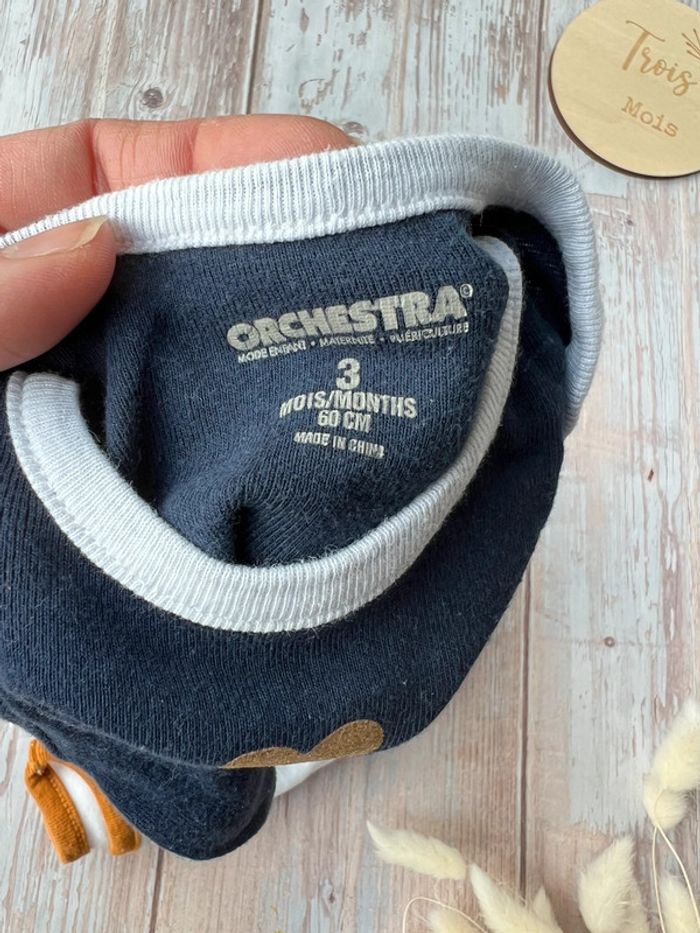 Trois
Mois
ORCHESTRA©
MODE ENFANT • MATERNITÉ • PUÉRICULTURE
3
MOIS/MONTHS
60 CM
MADE IN CHINA